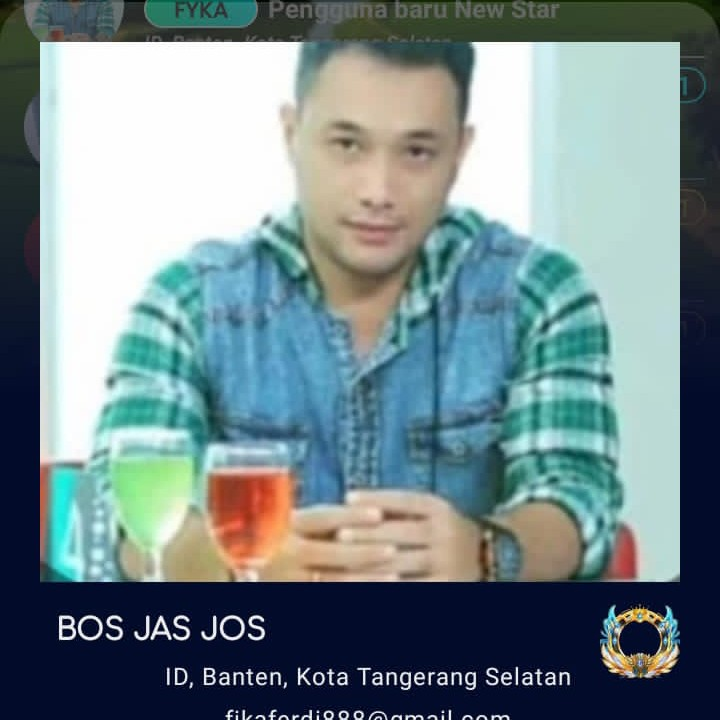 FYKA Pengguna baru New Star
ID, Banten, Kota Tangerang Selatan
BOS JAS JOS
ID, Banten, Kota Tangerang Selatan
fikaferdi888@gmail.com